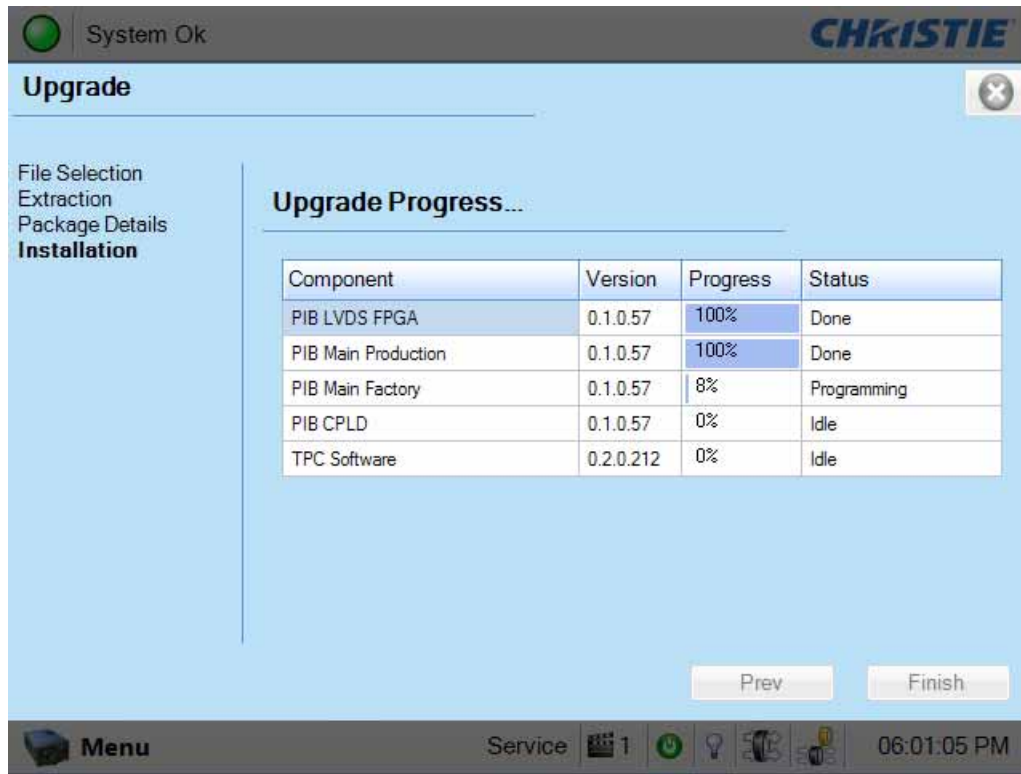 System Ok
CHRISTIE
Upgrade
File Selection
Extraction
Package Details
Installation
Upgrade Progress...
Component Version Progress Status
PIB LVDS FPGA 0.1.0.57 100% Done
PIB Main Production 0.1.0.57 100% Done
PIB Main Factory 0.1.0.57 8% Programming
PIB CPLD 0.1.0.57 0% Idle
TPC Software 0.2.0.212 0% Idle
Prev Finish
Menu Service 1 06:01:05 PM